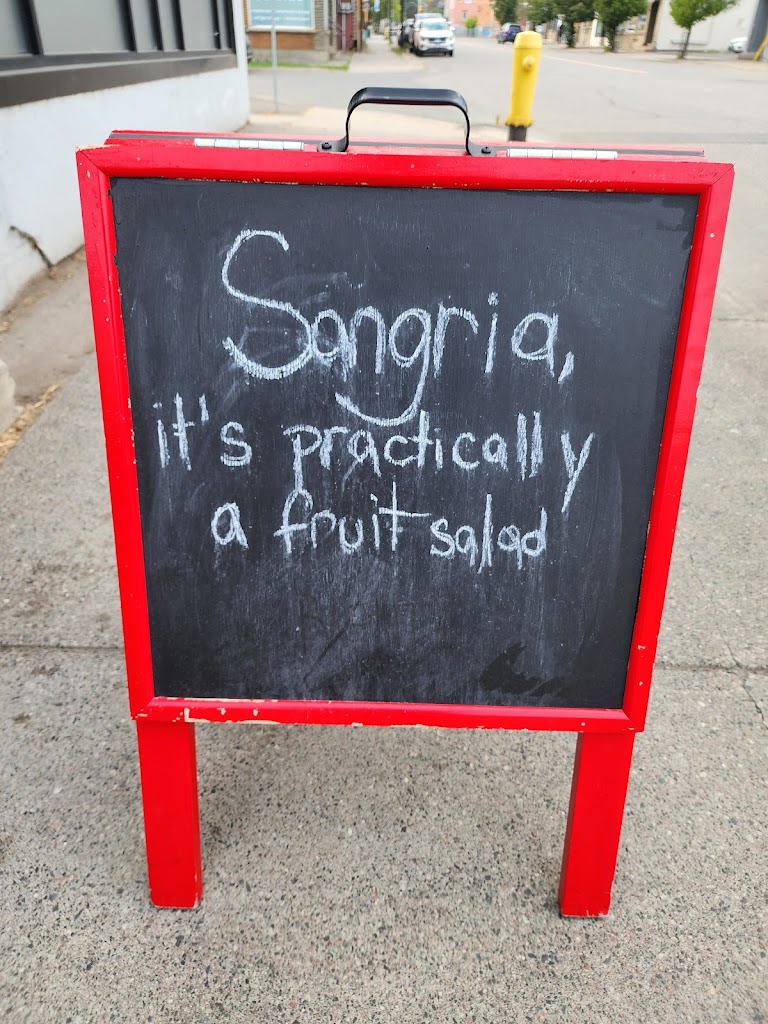 Sangria,
it's practically
a fruit salad